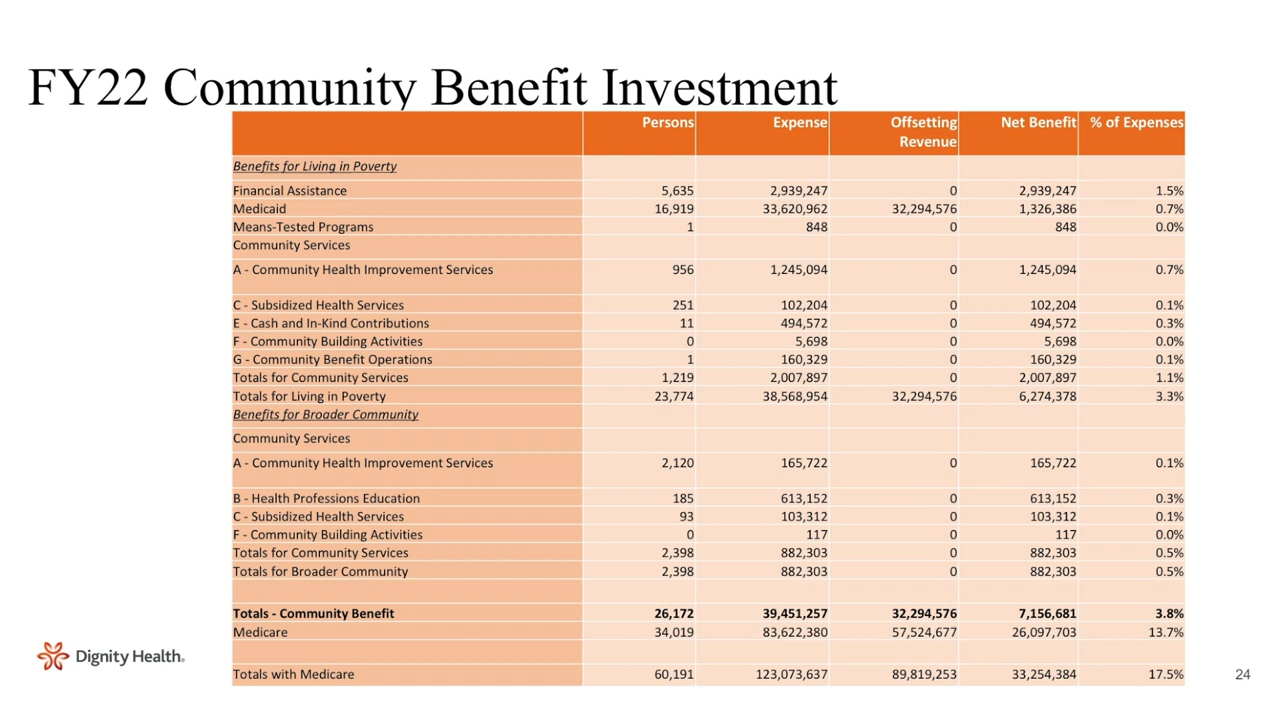 FY22 Community Benefit Investment
Persons Expense Offsetting Revenue Net Benefit % of Expenses
Benefits for Living in Poverty
Financial Assistance 5,635 2,939,247 0 2,939,247 1.5%
Medicaid 16,919 33,620,962 32,294,576 1,326,386 0.7%
Means-Tested Programs 1 848 0 848 0.0%
Community Services
A - Community Health Improvement Services 956 1,245,094 0 1,245,094 0.7%
C - Subsidized Health Services 251 102,204 0 102,204 0.1%
E - Cash and In-Kind Contributions 11 494,572 0 494,572 0.3%
F - Community Building Activities 0 5,698 0 5,698 0.0%
G - Community Benefit Operations 1 160,329 0 160,329 0.1%
Totals for Community Services 1,219 2,007,897 0 2,007,897 1.1%
Totals for Living in Poverty 23,774 38,568,954 32,294,576 6,274,378 3.3%
Benefits for Broader Community
Community Services
A - Community Health Improvement Services 2,120 165,722 0 165,722 0.1%
B - Health Professions Education 185 613,152 0 613,152 0.3%
C - Subsidized Health Services 93 103,312 0 103,312 0.1%
F - Community Building Activities 0 117 0 117 0.0%
Totals for Community Services 2,398 882,303 0 882,303 0.5%
Totals for Broader Community 2,398 882,303 0 882,303 0.5%
Totals - Community Benefit 26,172 39,451,257 32,294,576 7,156,681 3.8%
Medicare 34,019 83,622,380 57,524,677 26,097,703 13.7%
Totals with Medicare 60,191 123,073,637 89,819,253 33,254,384 17.5%
Dignity Health®
24